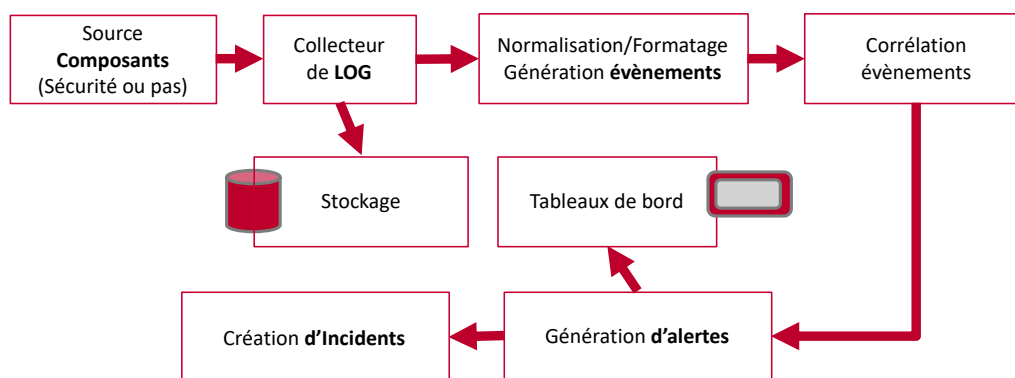 Source
Composants
(Sécurité ou pas)
Collecteur
de LOG
Normalisation/Formatage
Génération évènements
Corrélation
évènements
Stockage
Tableaux de bord
Création d'Incidents
Génération d'alertes